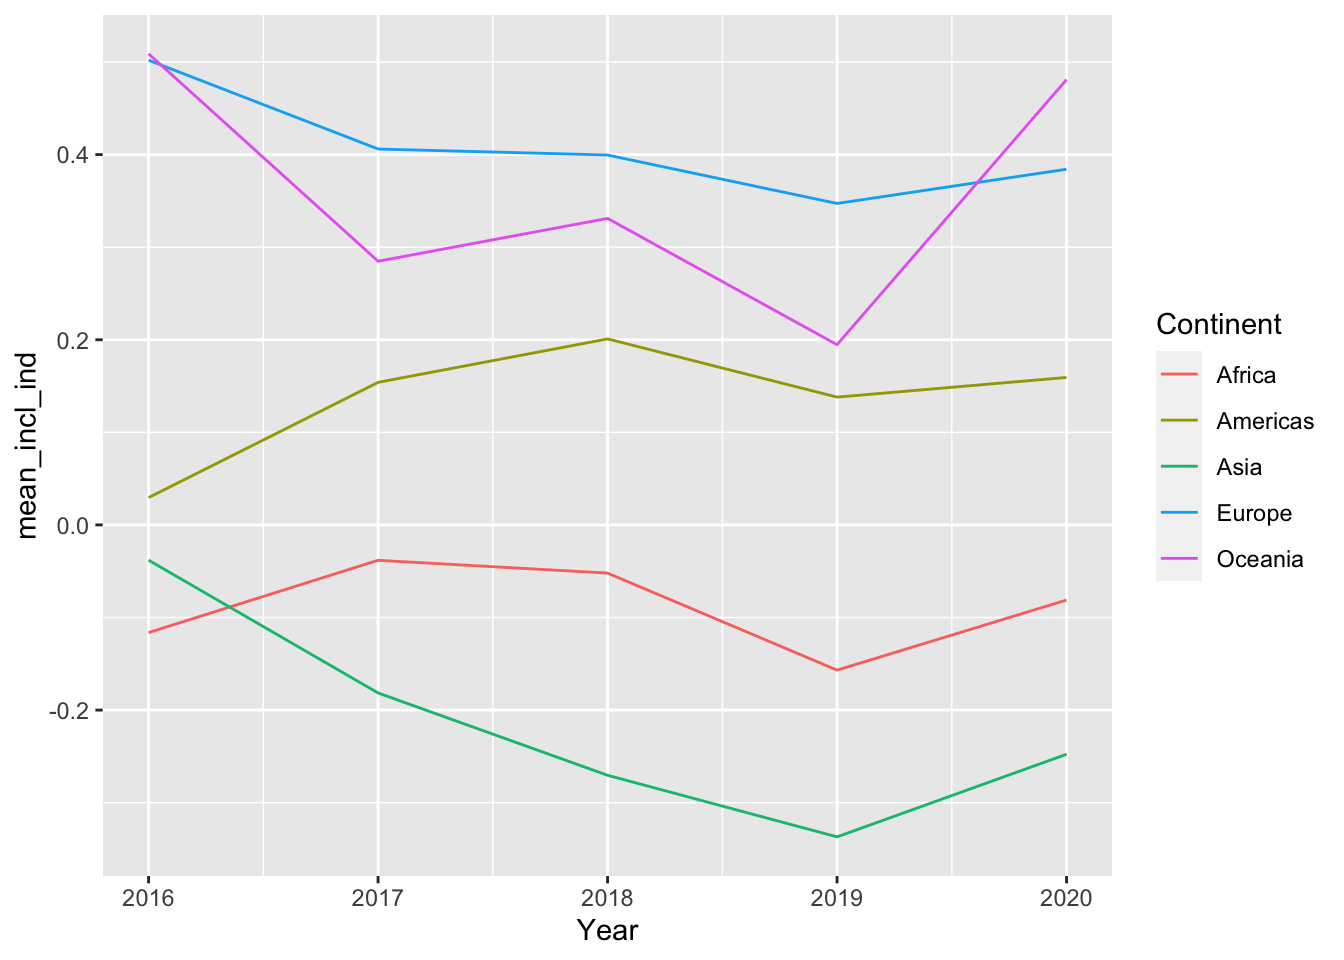 mean_incl_ind
0.4
0.2
0.0
-0.2
2016 2017 2018 2019 2020
Year
Continent
Africa
Americas
Asia
Europe
Oceania